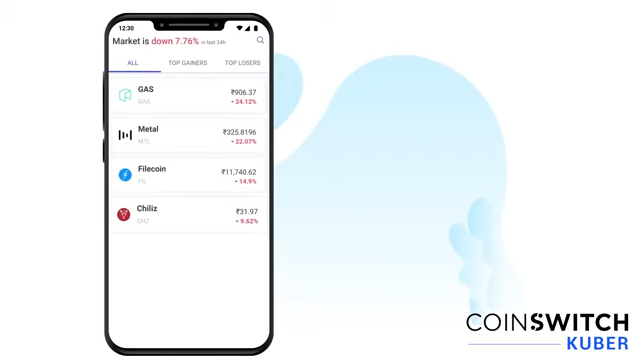 12:30
Market is down 7.76% in last 24h
ALL TOP GAINERS TOP LOSERS
GAS ₹906.37
GAS - 24.12%
Metal ₹325.8196
MTL - 22.07%
Filecoin ₹11,740.62
FIL - 14.9%
Chiliz ₹31.97
CHZ - 9.62%
COINSWITCH
KUBER